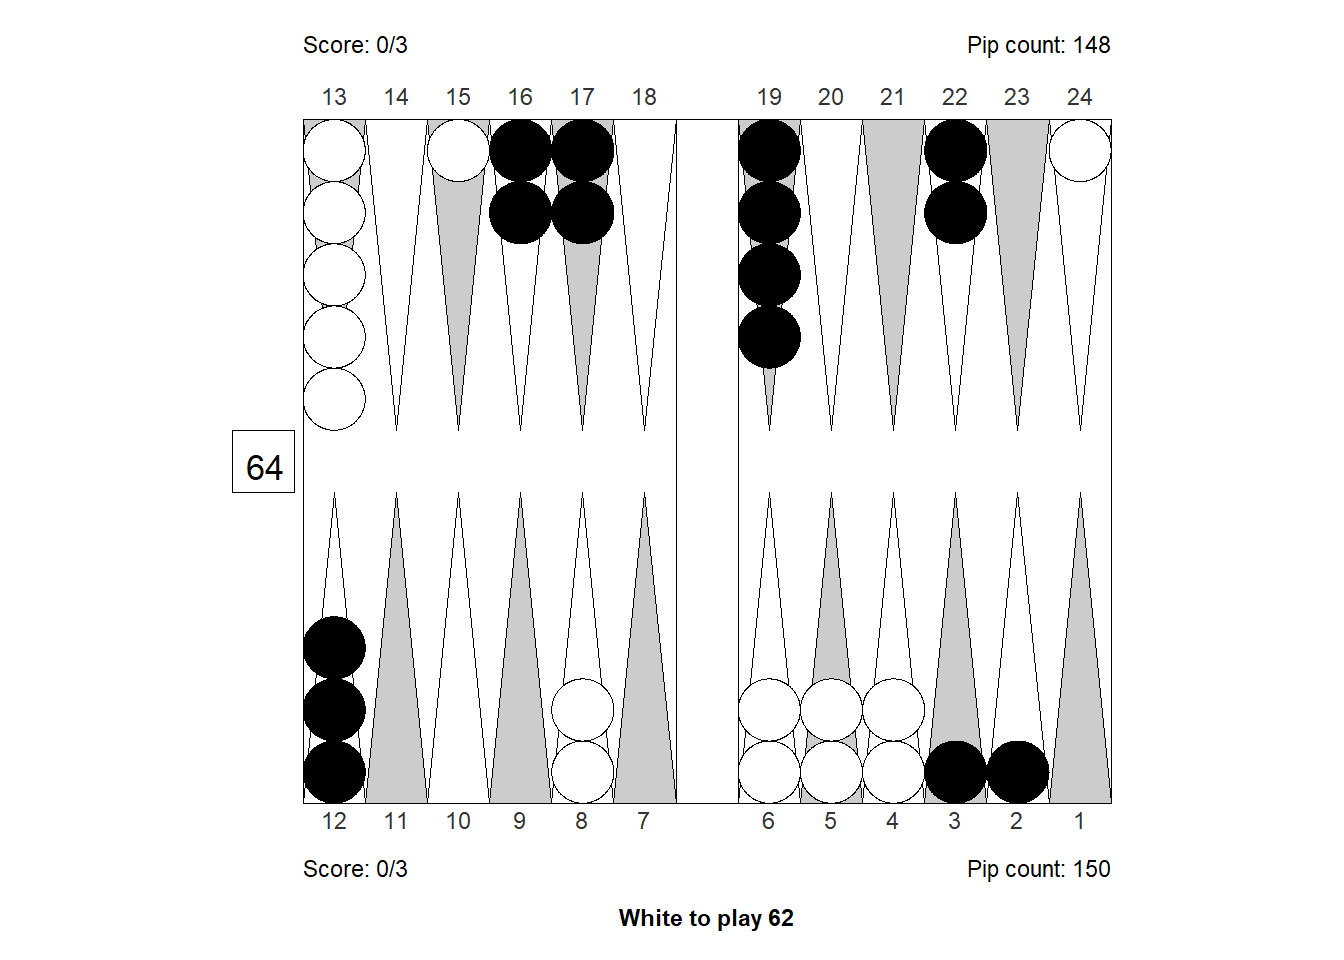 Score: 0/3 Pip count: 148
13 14 15 16 17 18 19 20 21 22 23 24
64
12 11 10 9 8 7 6 5 4 3 2 1
Score: 0/3 Pip count: 150
White to play 62